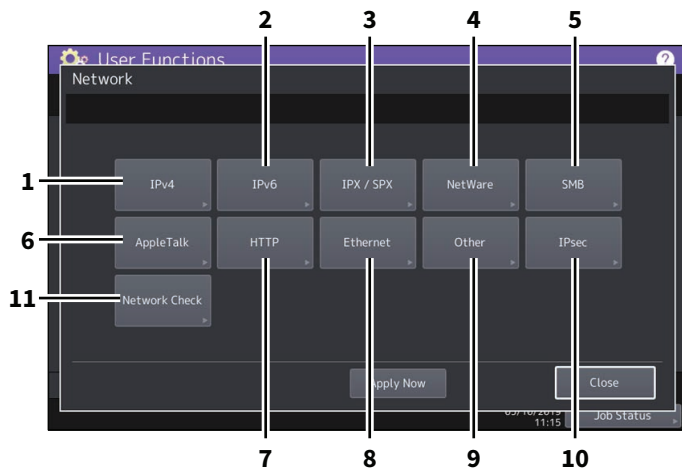 2 3 4 5
User Functions ?
Network
1 IPv4 IPv6 IPX / SPX NetWare SMB
6 AppleTalk HTTP Ethernet Other IPsec
11 Network Check
Apply Now Close
Job Status
11:15
7 8 9 10